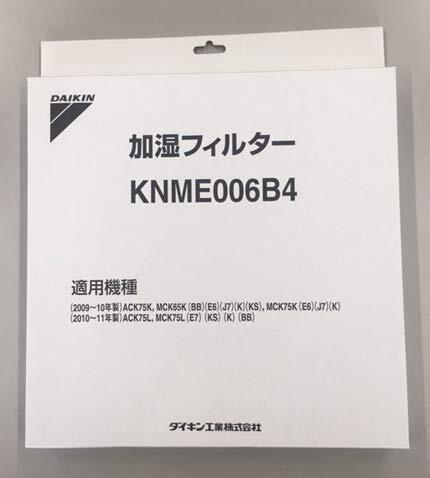 DAIKIN
加湿フィルター
KNME006B4
適用機種
(2009～10年製)ACK75K, MCK65K (BB)(E6)(J7)(K)(KS), MCK75K (E6)(J7)(K)
(2010～11年製)ACK75L, MCK75L (E7) (KS) (K) (BB)
ダイキン工業株式会社